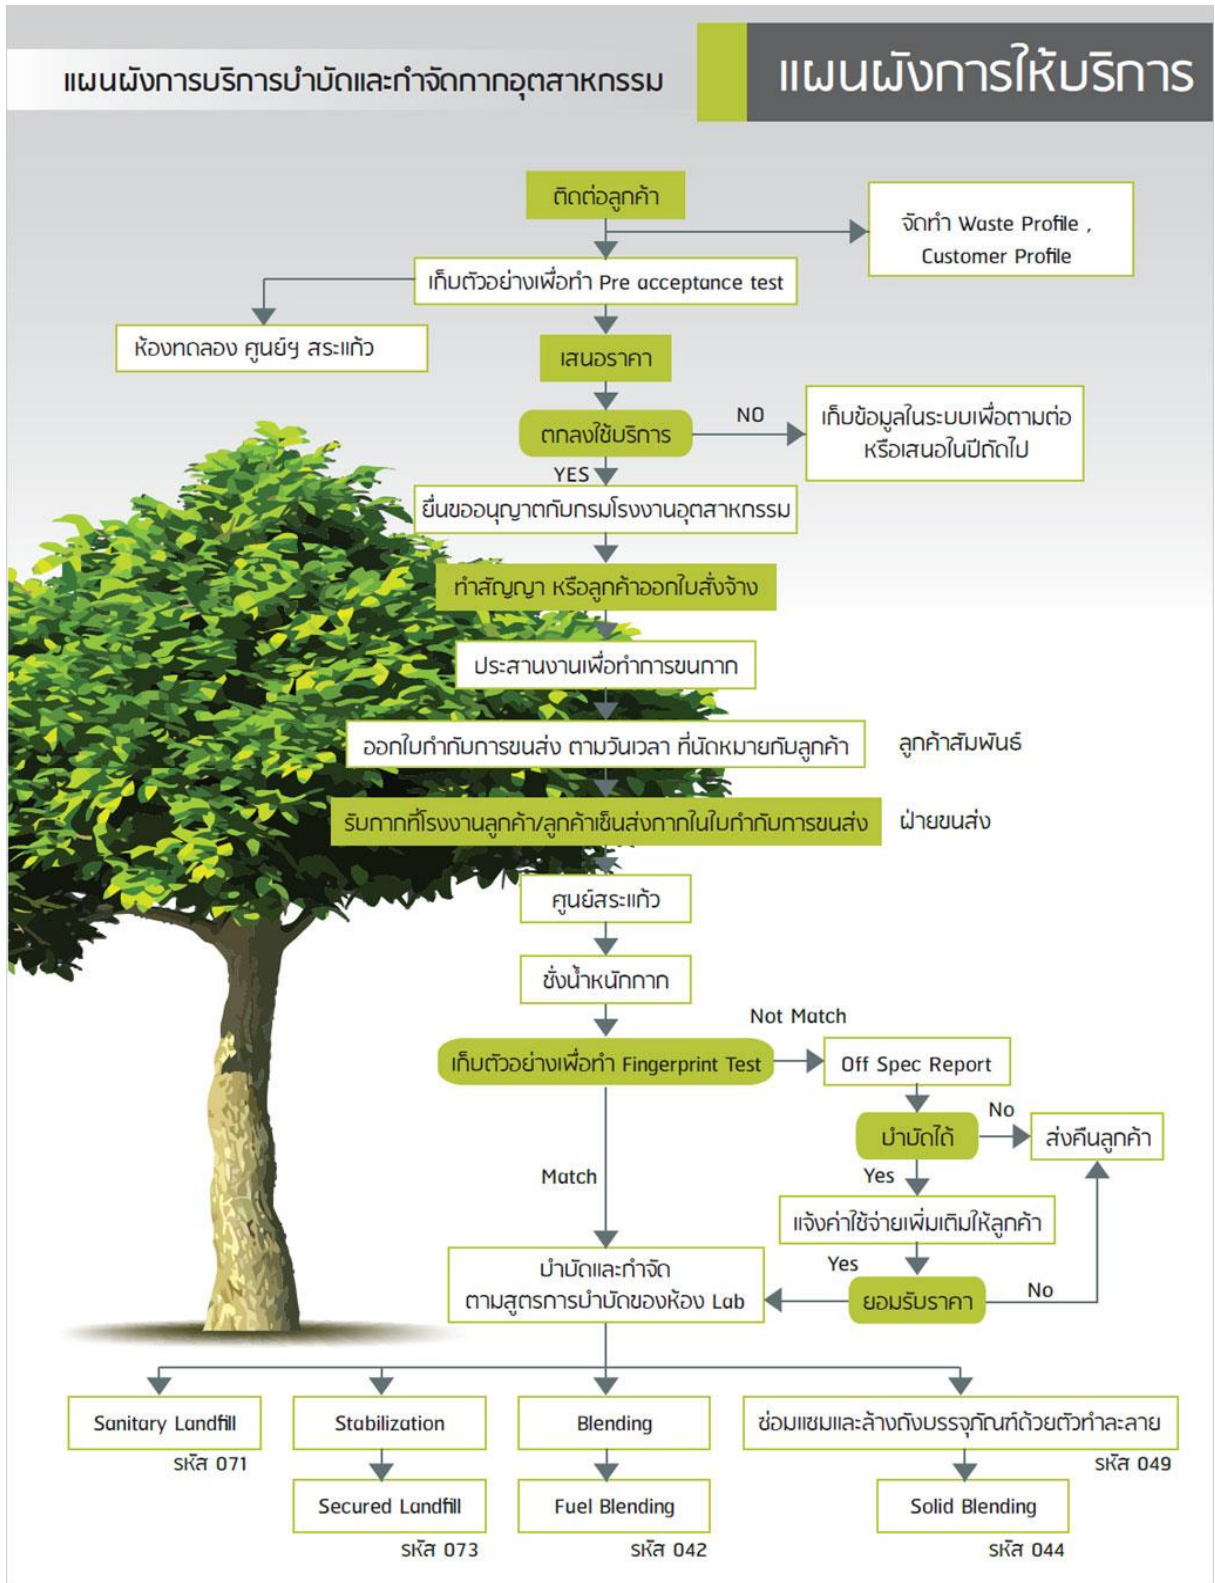 แผนผังการให้บริการ
แผนผังการบริการบำบัดและกำจัดกากอุตสาหกรรม
ติดต่อลูกค้า
จัดทำ Waste Profile ,
Customer Profile
เก็บตัวอย่างเพื่อทำ Pre acceptance test
ห้องทดลอง ศูนย์ฯ สระแก้ว
เสนอราคา
ตกลงใช้บริการ
NO
เก็บข้อมูลในระบบเพื่อตามต่อ
หรือเสนอในปีถัดไป
YES
ยื่นขออนุญาตกับกรมโรงงานอุตสาหกรรม
ทำสัญญา หรือลูกค้าออกใบสั่งจ้าง
ประสานงานเพื่อทำการขนกาก
ออกใบกำกับการขนส่ง ตามวันเวลา ที่นัดหมายกับลูกค้า
ลูกค้าสัมพันธ์
รับกากที่โรงงานลูกค้า/ลูกค้าเซ็นส่งกากในใบกำกับการขนส่ง
ฝ่ายขนส่ง
ศูนย์สระแก้ว
ชั่งน้ำหนักกาก
Not Match
เก็บตัวอย่างเพื่อทำ Fingerprint Test
Off Spec Report
บำบัดได้
No
ส่งคืนลูกค้า
Match
Yes
แจ้งค่าใช้จ่ายเพิ่มเติมให้ลูกค้า
บำบัดและกำจัด
ตามสูตรการบำบัดของห้อง Lab
Yes
ยอมรับราคา
No
Sanitary Landfill
Stabilization
Blending
ซ่อมแซมและล้างถังบรรจุภัณฑ์ด้วยตัวทำละลาย
รหัส 071
รหัส 049
Secured Landfill
Fuel Blending
Solid Blending
รหัส 073
รหัส 042
รหัส 044